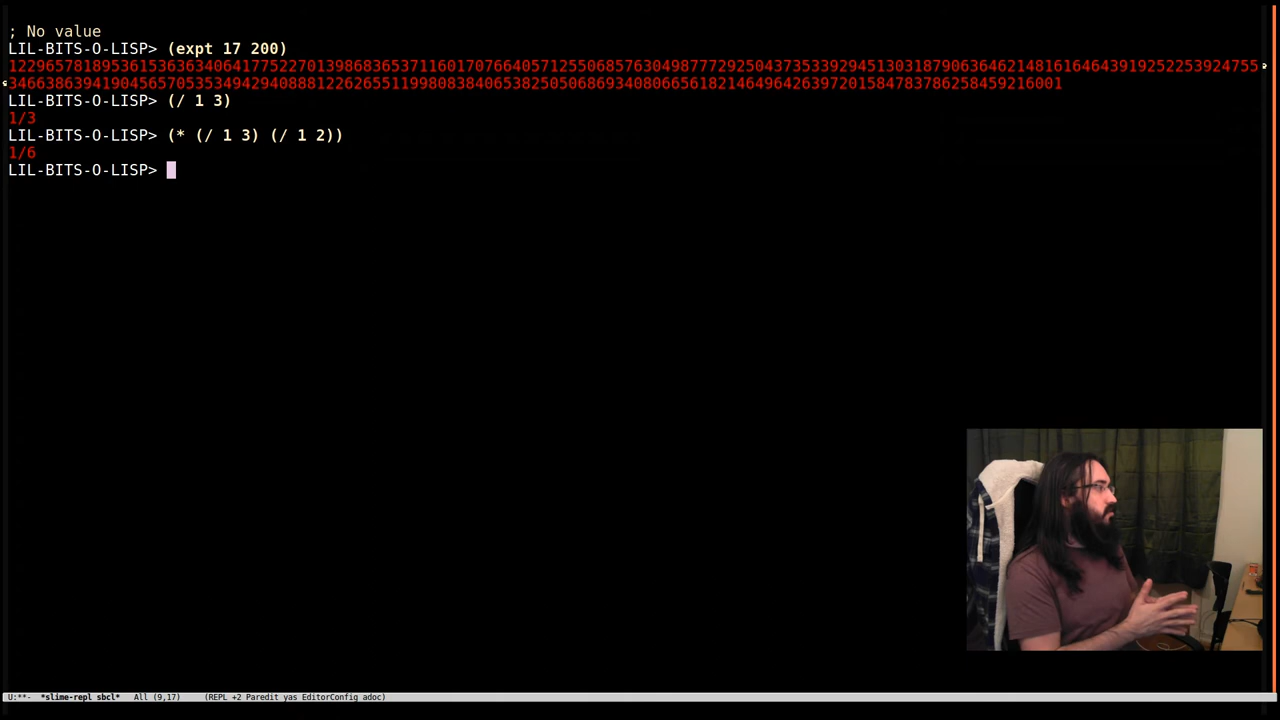 ; No value
LIL-BITS-O-LISP> (expt 17 200)
1229657818953615363634064177522701398683653711601707664057125506857630498777292504373533929451303187906364621481616464391925225392475​5
34663863941904565705353494294088812262655119980838406538250506869340806656182146496426397201584783786258459216001
LIL-BITS-O-LISP> (/ 1 3)
1/3
LIL-BITS-O-LISP> (* (/ 1 3) (/ 1 2))
1/6
LIL-BITS-O-LISP>
U:**-  *slime-repl sbcl*   All (9,17)     (REPL +2 Paredit yas EditorConfig adoc)